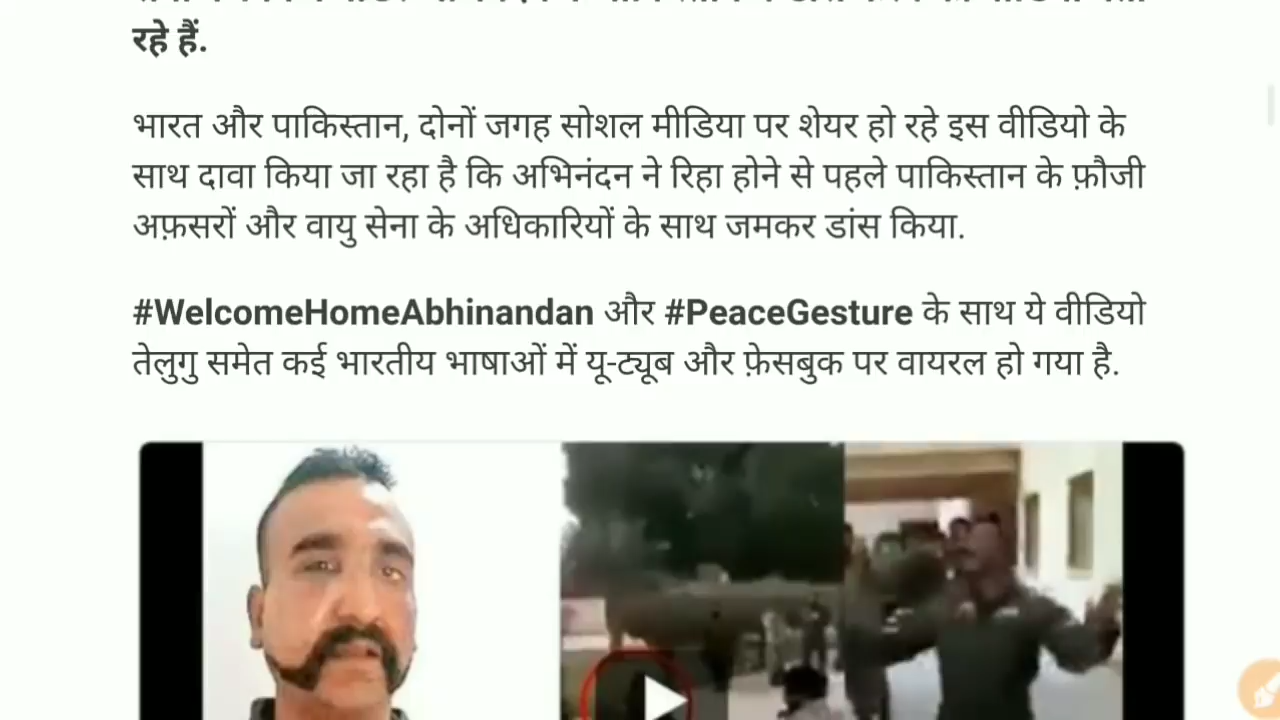 रहे हैं.
भारत और पाकिस्तान, दोनों जगह सोशल मीडिया पर शेयर हो रहे इस वीडियो के
साथ दावा किया जा रहा है कि अभिनंदन ने रिहा होने से पहले पाकिस्तान के फ़ौजी
अफ़सरों और वायु सेना के अधिकारियों के साथ जमकर डांस किया.
#WelcomeHomeAbhinandan और #PeaceGesture के साथ ये वीडियो
तेलुगु समेत कई भारतीय भाषाओं में यू-ट्यूब और फ़ेसबुक पर वायरल हो गया है.